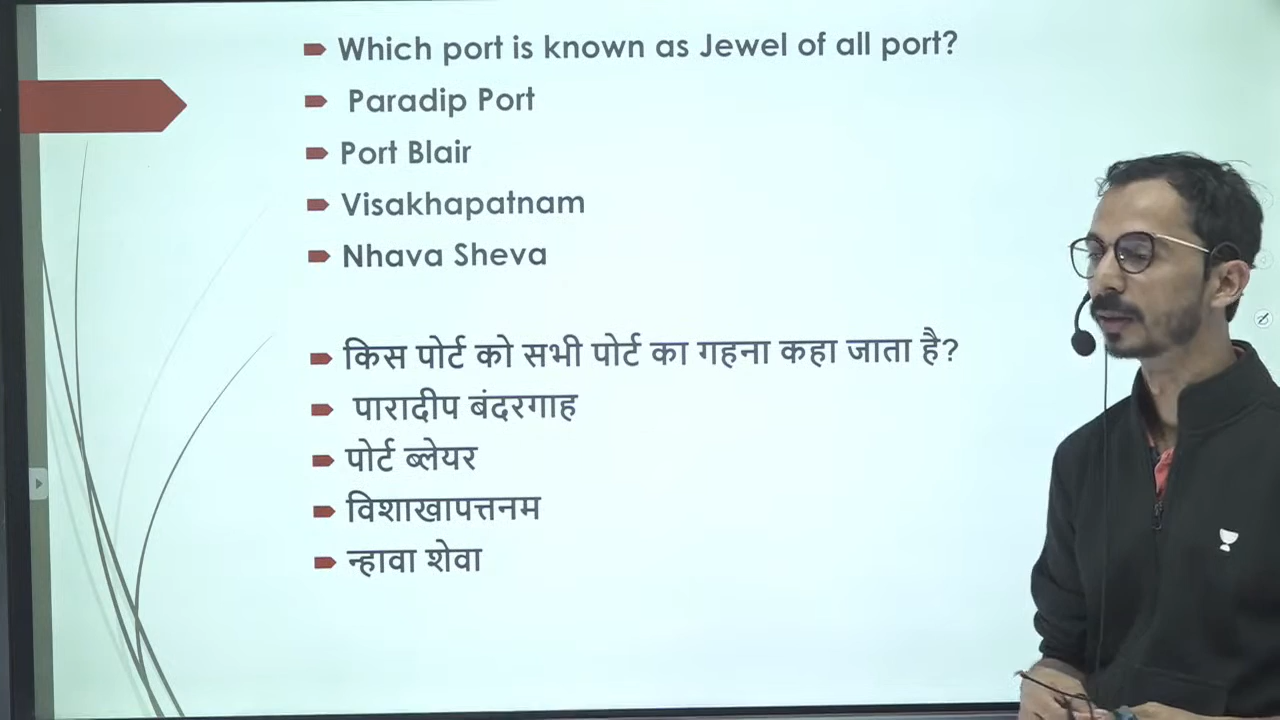 Which port is known as Jewel of all port?
Paradip Port
Port Blair
Visakhapatnam
Nhava Sheva
किस पोर्ट को सभी पोर्ट का गहना कहा जाता है?
पारादीप बंदरगाह
पोर्ट ब्लेयर
विशाखापत्तनम
न्हावा शेवा